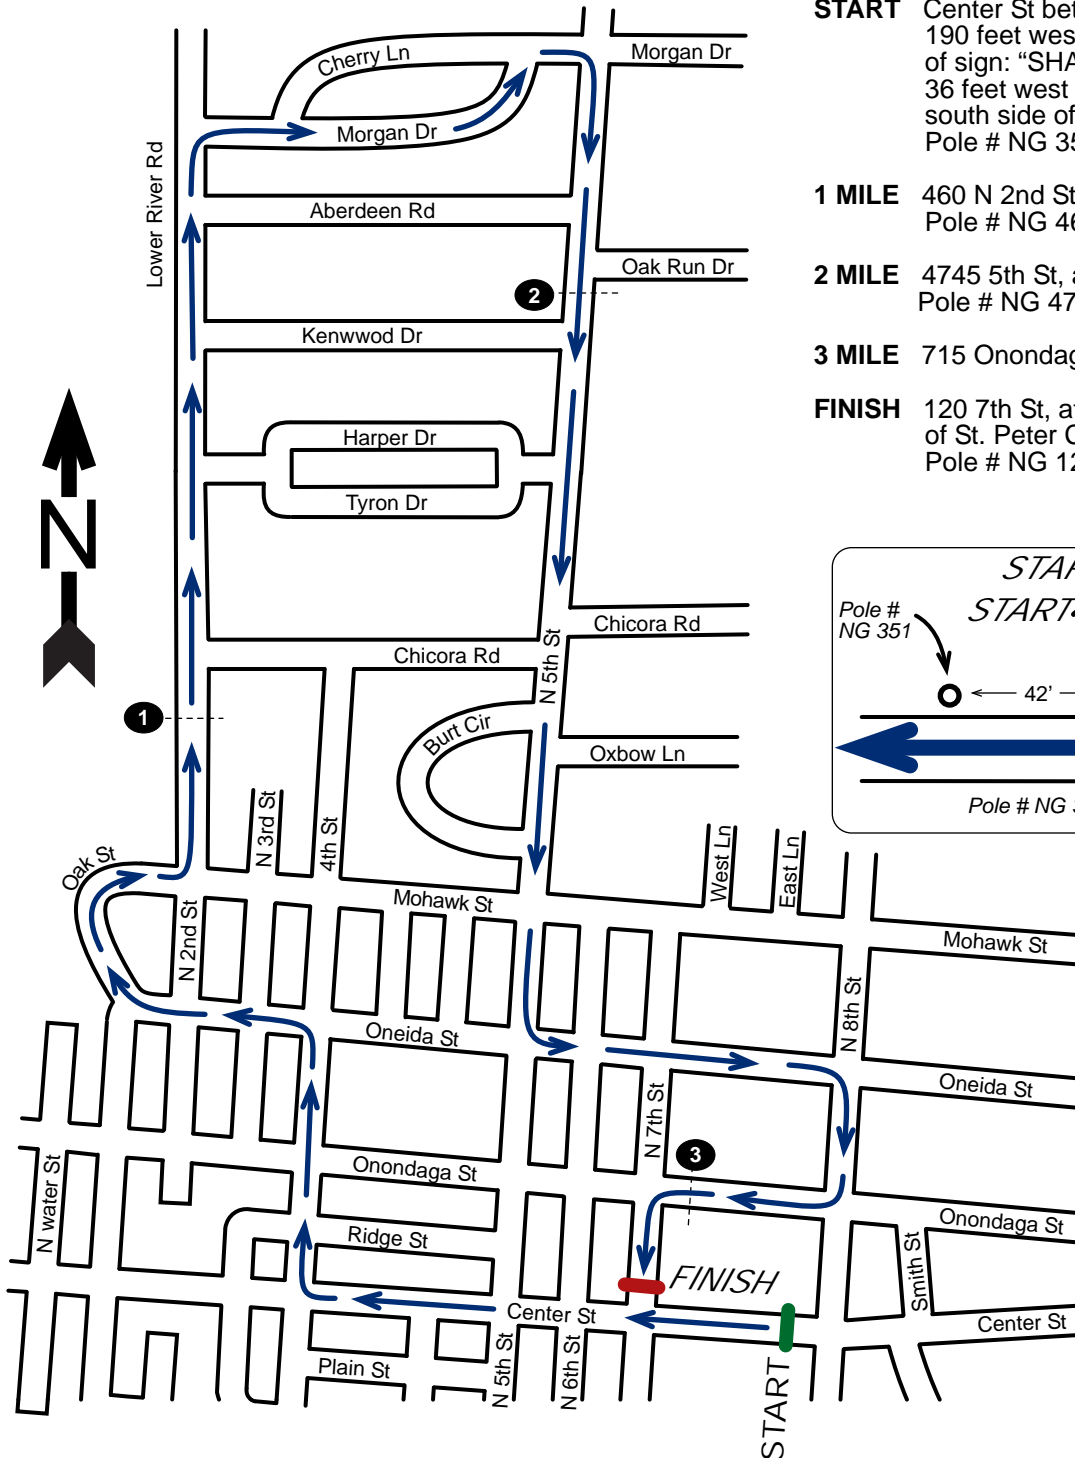 START Center St bet
190 feet wes
of sign: “SHA
36 feet west
south side of
Pole # NG 35
1 MILE 460 N 2nd St
Pole # NG 46
2 MILE 4745 5th St, a
Pole # NG 47
3 MILE 715 Onondag
FINISH 120 7th St, at
of St. Peter C
Pole # NG 12
STAR
START
Pole #
NG 351
42’
Pole # NG 3
Cherry Ln
Morgan Dr
Morgan Dr
Lower River Rd
Aberdeen Rd
Oak Run Dr
2
Kenwwod Dr
Harper Dr
Tyron Dr
N
Chicora Rd
Chicora Rd
N 5th St
1
Burt Cir
Oxbow Ln
N 3rd St
4th St
West Ln
East Ln
Oak St
Mohawk St
Mohawk St
N 2nd St
N 8th St
Oneida St
Oneida St
N 7th St
3
N water St
Onondaga St
Onondaga St
Ridge St
Smith St
FINISH
Center St
Center St
Plain St
N 5th St
N 6th St
START